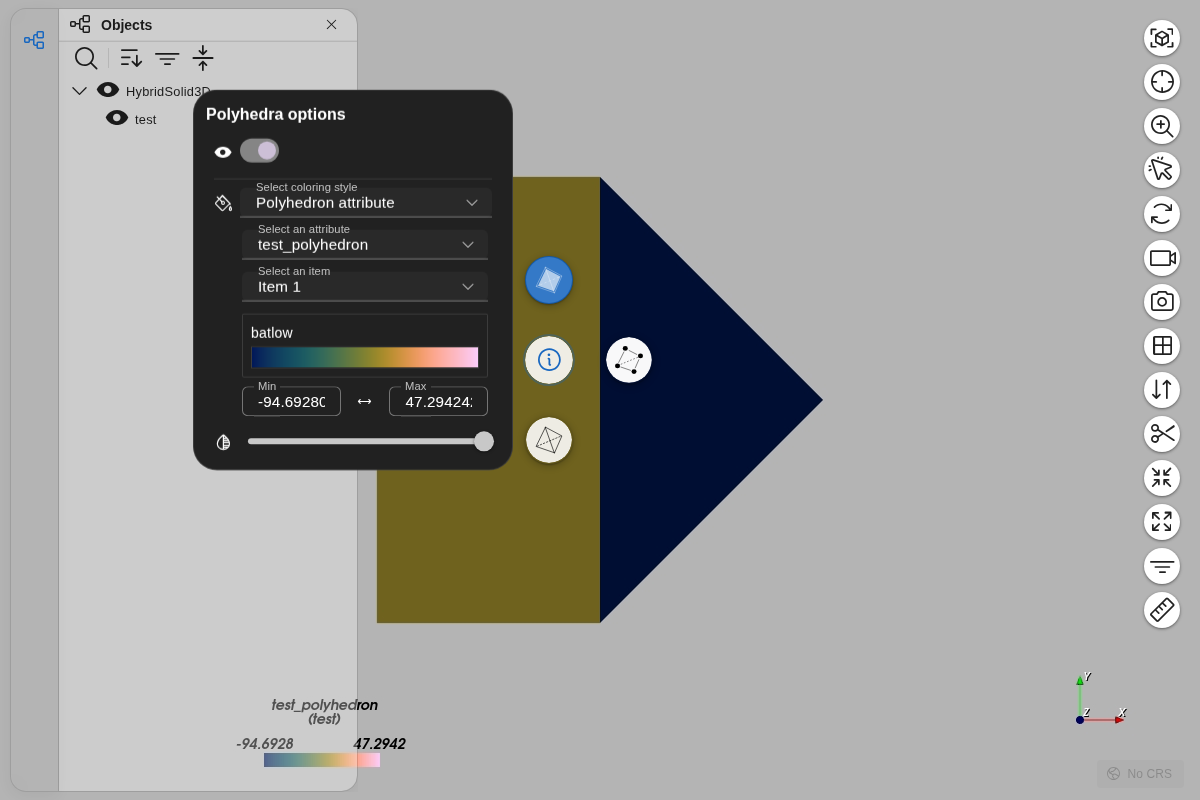 Objects
HybridSolid3D
test
Polyhedra options
Select coloring style
Polyhedron attribute
Select an attribute
test_polyhedron
Select an item
Item 1
batlow
Min
Max
-94.6928
47.29424
test_polyhedron
(test)
-94.6928
47.2942
Y
Z
X
No CRS